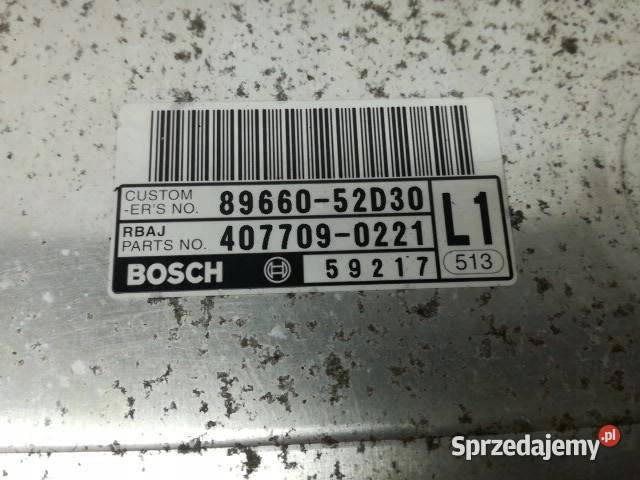 CUSTOM
-ER'S NO. 89660-52D30
RBAJ
PARTS NO. 407709-0221
L1
BOSCH 59217
513
Sprzedajemy.pl